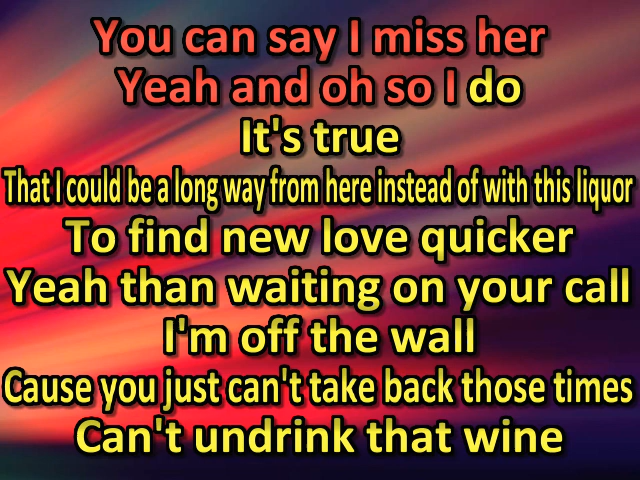 You can say I miss her
Yeah and oh so I do
It's true
That I could be a long way from here instead of with this liquor
To find new love quicker
Yeah than waiting on your call
I'm off the wall
Cause you just can't take back those times
Can't undrink that wine